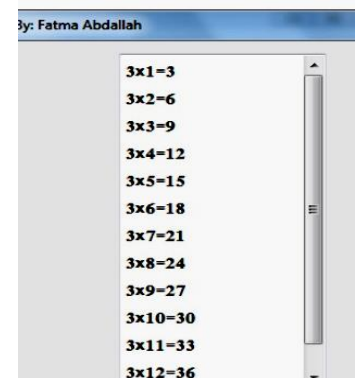 By: Fatma Abdallah
3x1=3
3x2=6
3x3=9
3x4=12
3x5=15
3x6=18
3x7=21
3x8=24
3x9=27
3x10=30
3x11=33
3x12=36